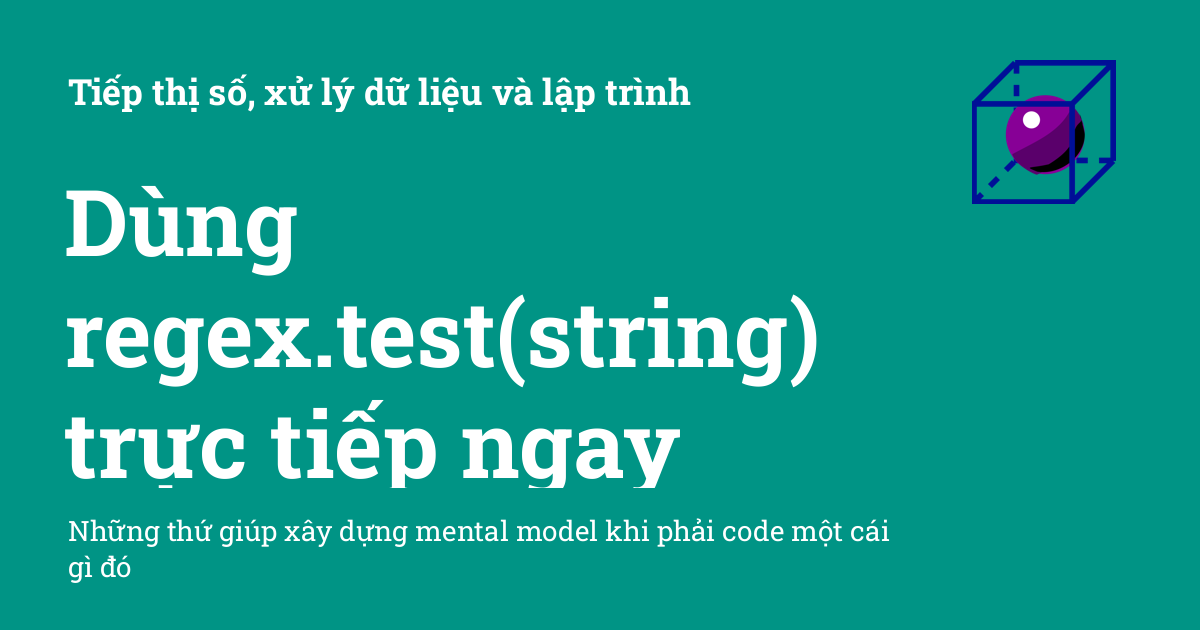 Tiếp thị số, xử lý dữ liệu và lập trình
Dùng
regex.test(string)
trực tiếp ngay
Những thứ giúp xây dựng mental model khi phải code một cái
gì đó